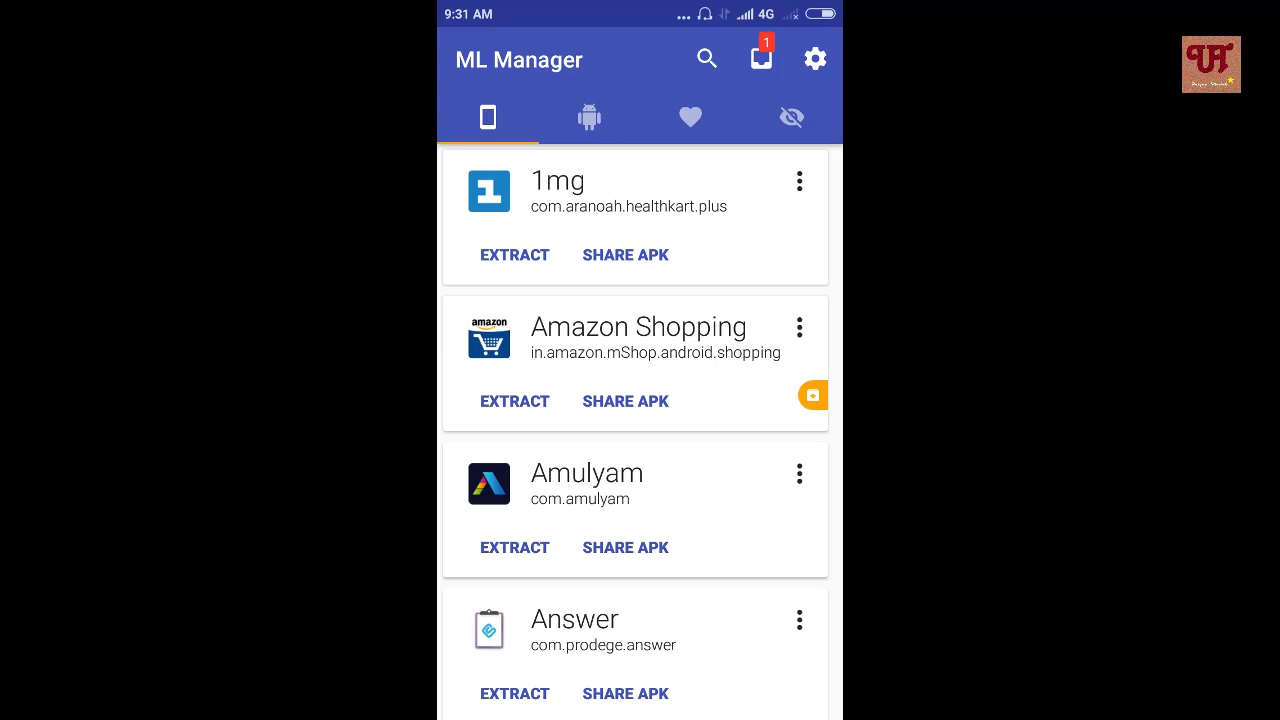 9:31 AM
4G
ML Manager
1
1mg
com.aranoah.healthkart.plus
EXTRACT SHARE APK
amazon
Amazon Shopping
in.amazon.mShop.android.shopping
EXTRACT SHARE APK
Amulyam
com.amulyam
EXTRACT SHARE APK
Answer
com.prodege.answer
EXTRACT SHARE APK